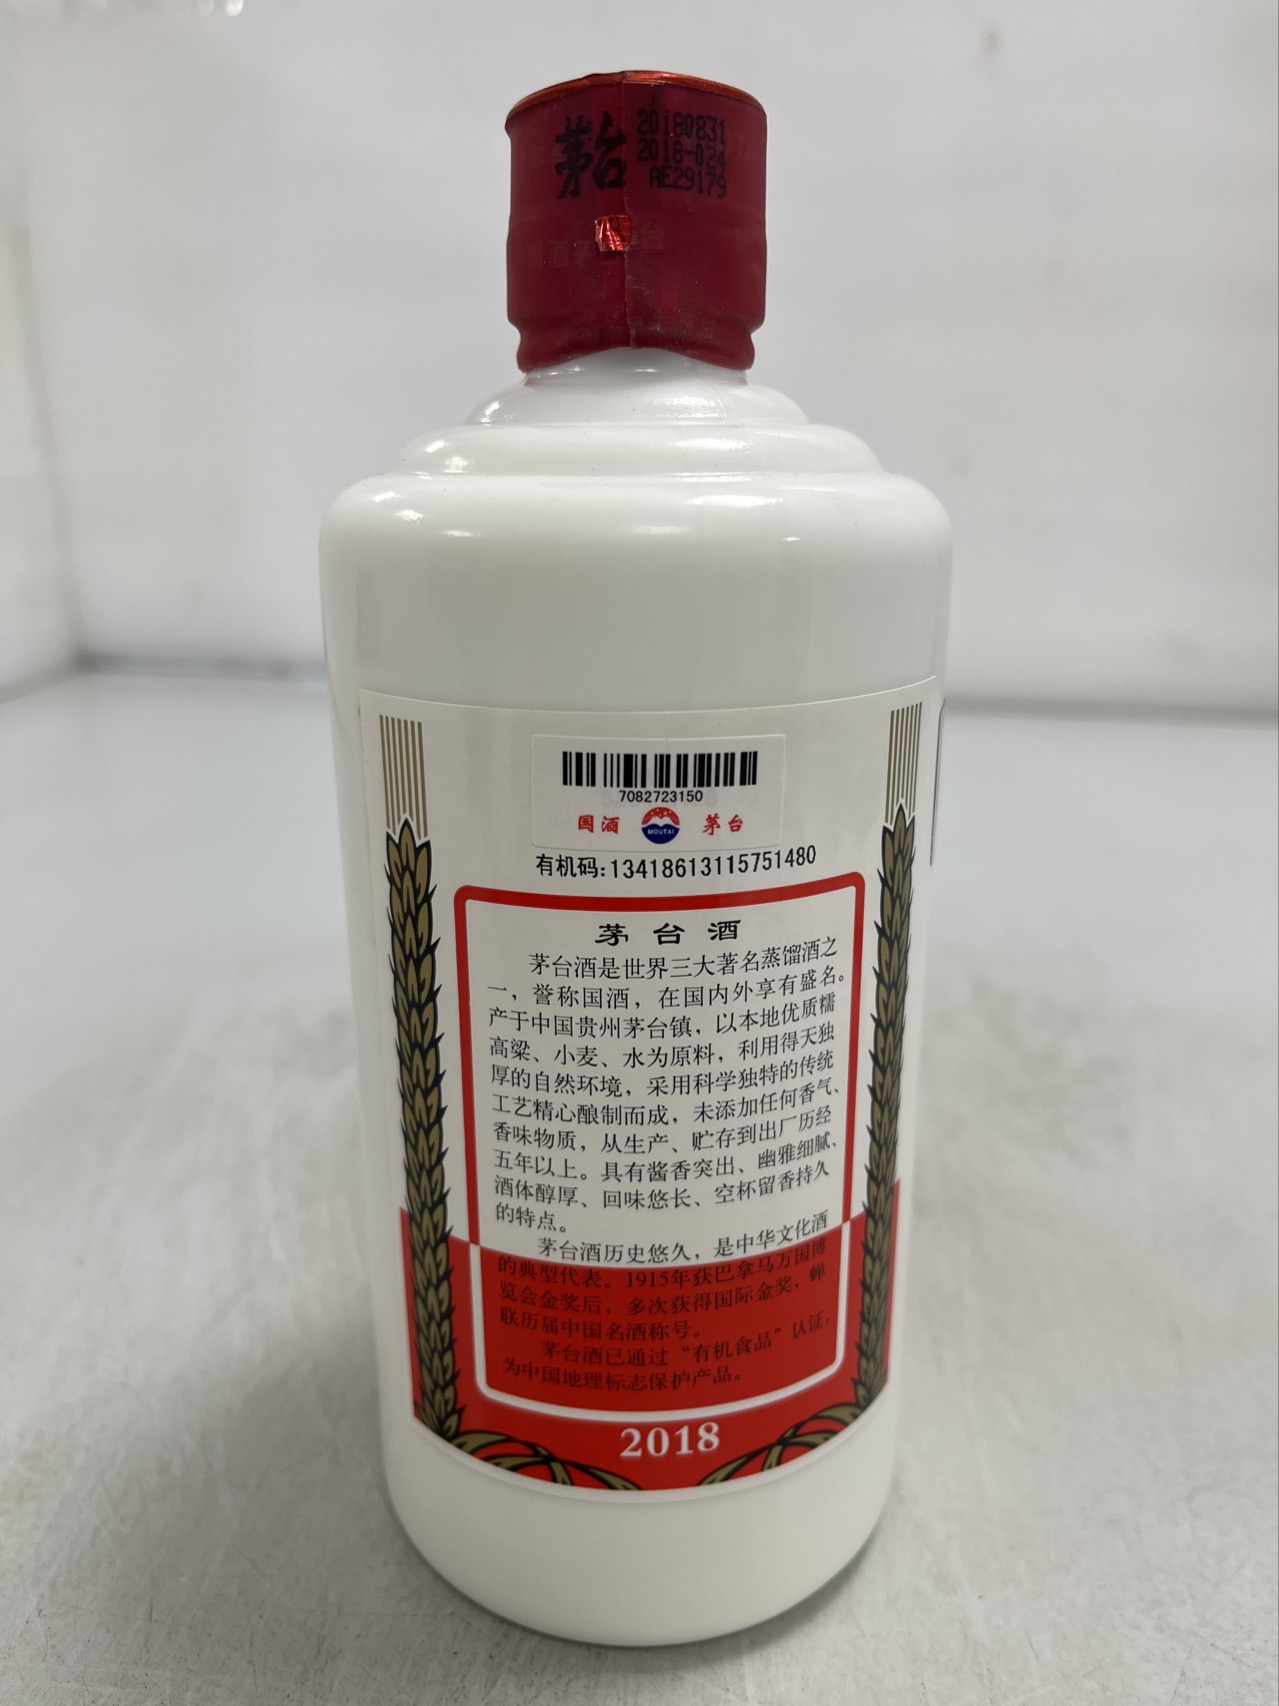 茅台
20180831
2018-024
AE29179
7082723150
国酒 MOUTAI 茅台
有机码:13418613115751480
茅台酒
茅台酒是世界三大著名蒸馏酒之
一，誉称国酒，在国内外享有盛名。
产于中国贵州茅台镇，以本地优质糯
高粱、小麦、水为原料，利用得天独
厚的自然环境，采用科学独特的传统
工艺精心酿制而成，未添加任何香气、
香味物质，从生产、贮存到出厂历经
五年以上。具有酱香突出、幽雅细腻、
酒体醇厚、回味悠长、空杯留香持久
的特点。
茅台酒历史悠久，是中华文化酒
的典型代表。1915年获巴拿马万国博
览会金奖后，多次获得国际金奖，蝉
联历届中国名酒称号。
茅台酒已通过“有机食品”认证，
为中国地理标志保护产品。
2018